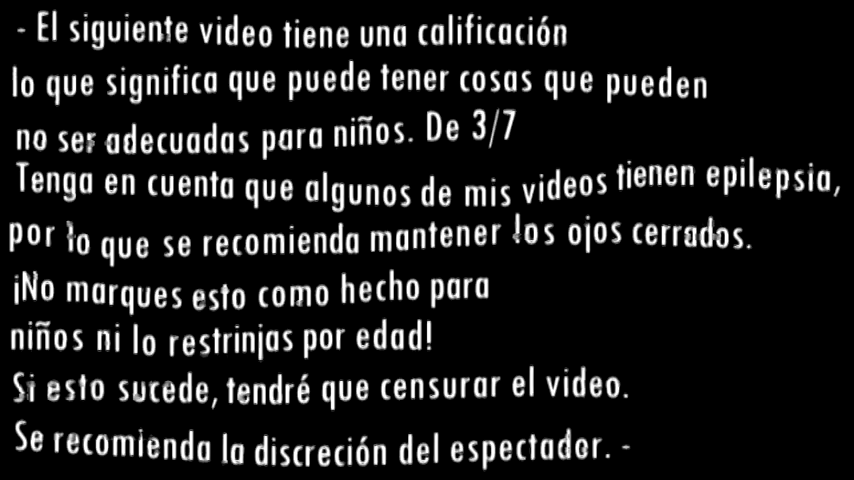 - El siguiente video tiene una calificación
lo que significa que puede tener cosas que pueden
no ser adecuadas para niños. De 3/7
Tenga en cuenta que algunos de mis videos tienen epilepsia,
por lo que se recomienda mantener los ojos cerrados.
¡No marques esto como hecho para
niños ni lo restrinjas por edad!
Si esto sucede, tendré que censurar el video.
Se recomienda la discreción del espectador. -